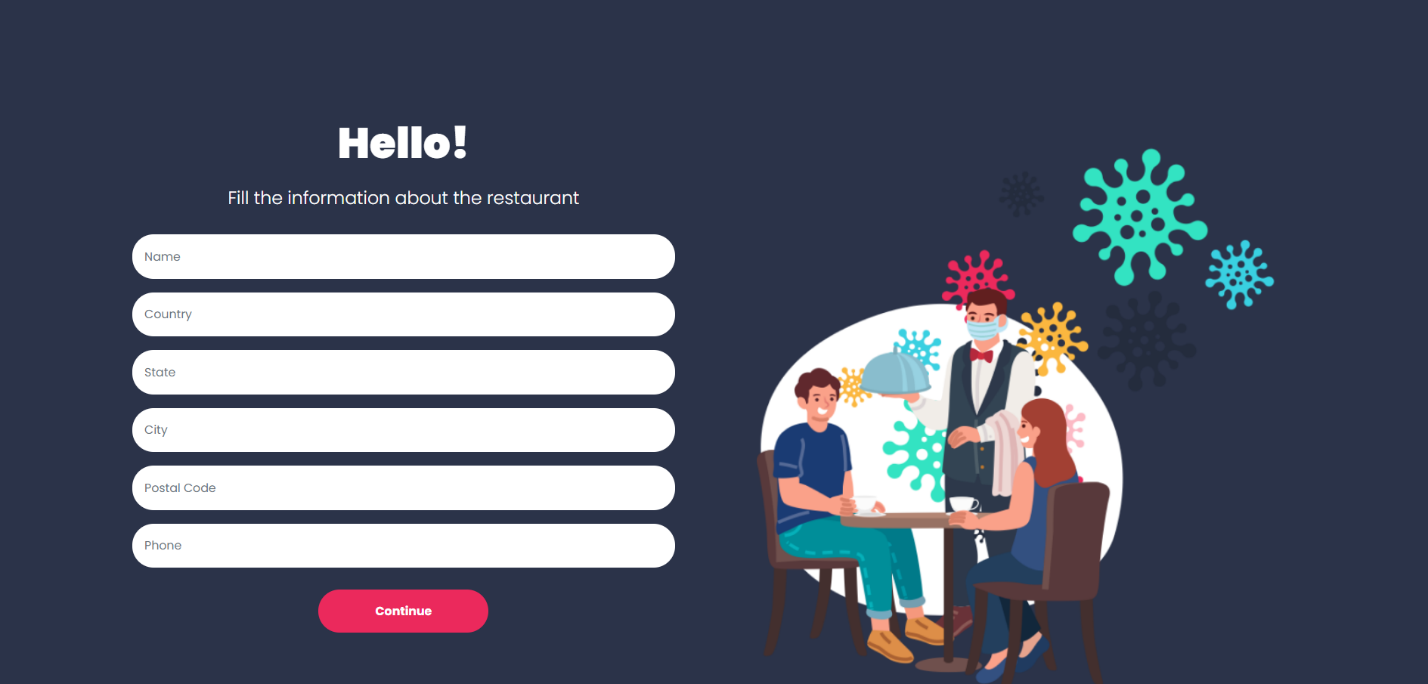 Hello!
Fill the information about the restaurant
Name
Country
State
City
Postal Code
Phone
Continue